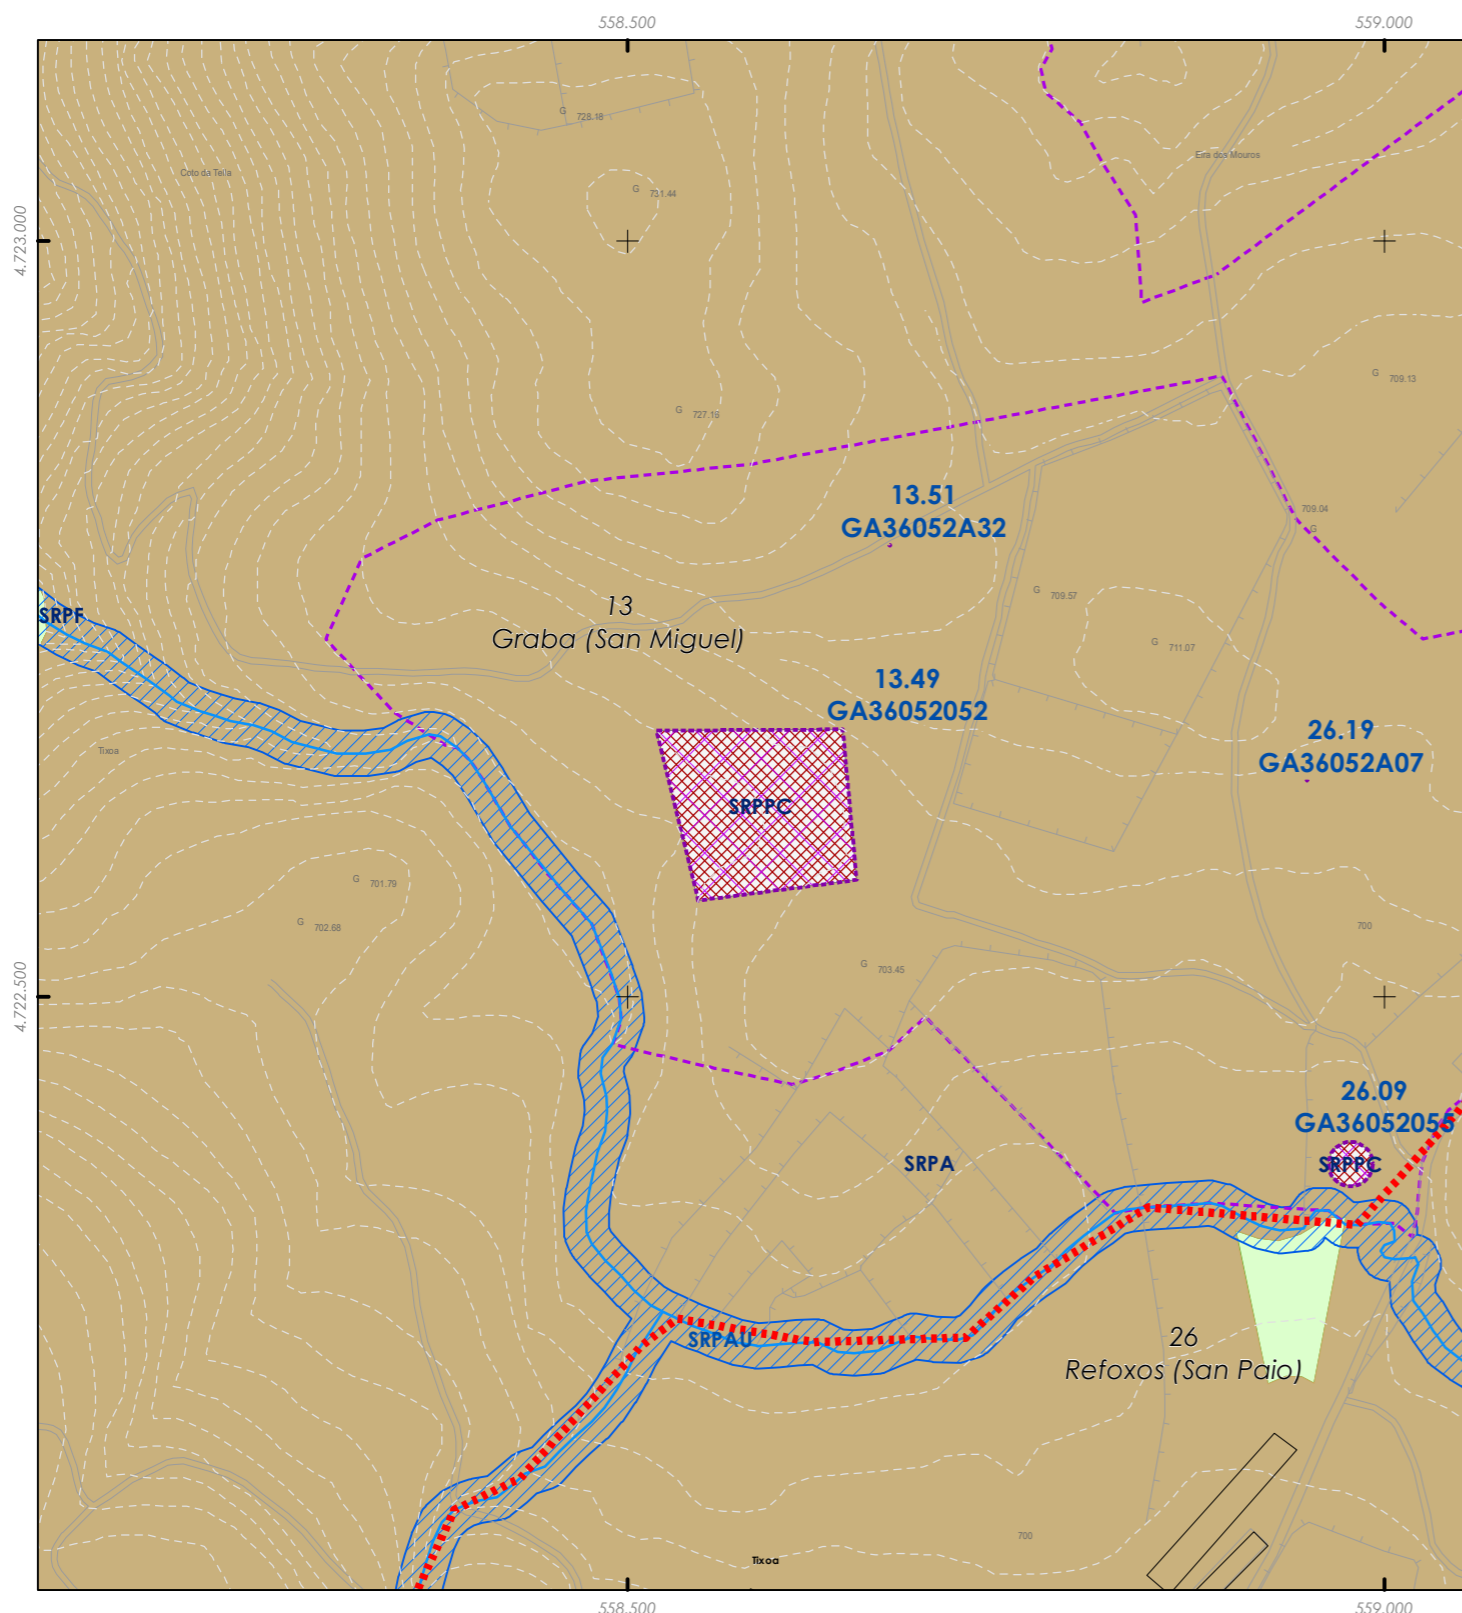 558.500
559.000
4.723.000
4.722.500
G 728.18
Coto da Tella
Eira dos Mouros
G 731.44
G 709.13
G 727.16
13.51
GA36052A32
709.04
G
G 709.57
SRPF
13
Graba (San Miguel)
G 711.07
13.49
GA36052052
26.19
GA36052A07
Tixoa
SRPPC
G 701.79
G 702.68
700
G 703.45
26.09
GA36052055
SRPA
SRPPC
SRPAU
26
Refoxos (San Paio)
700
Tixoa
558.500
559.000